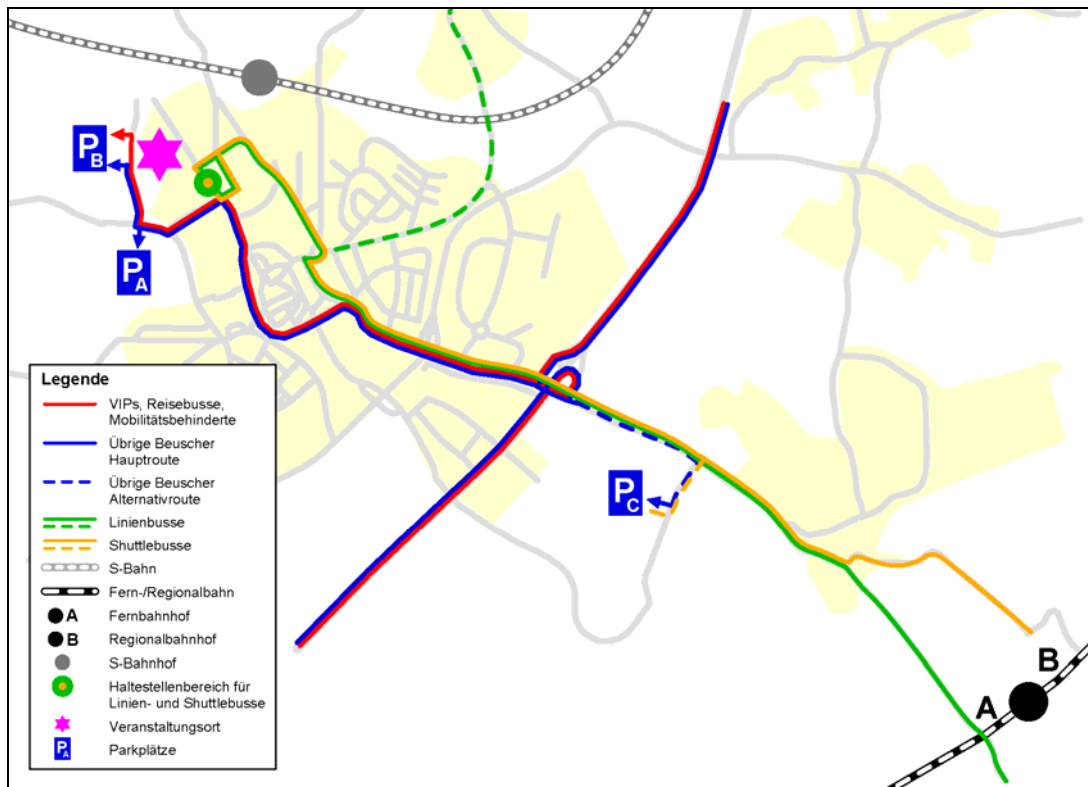 P
B
P
A
P
C
B
A
Legende
VIPs, Reisebusse,
Mobilitätsbehinderte
Übrige Beuscher
Hauptroute
Übrige Beuscher
Alternativroute
Linienbusse
Shuttlebusse
S-Bahn
Fern-/Regionalbahn
A Fernbahnhof
B Regionalbahnhof
S-Bahnhof
Haltestellenbereich für
Linien- und Shuttlebusse
Veranstaltungsort
PA Parkplätze